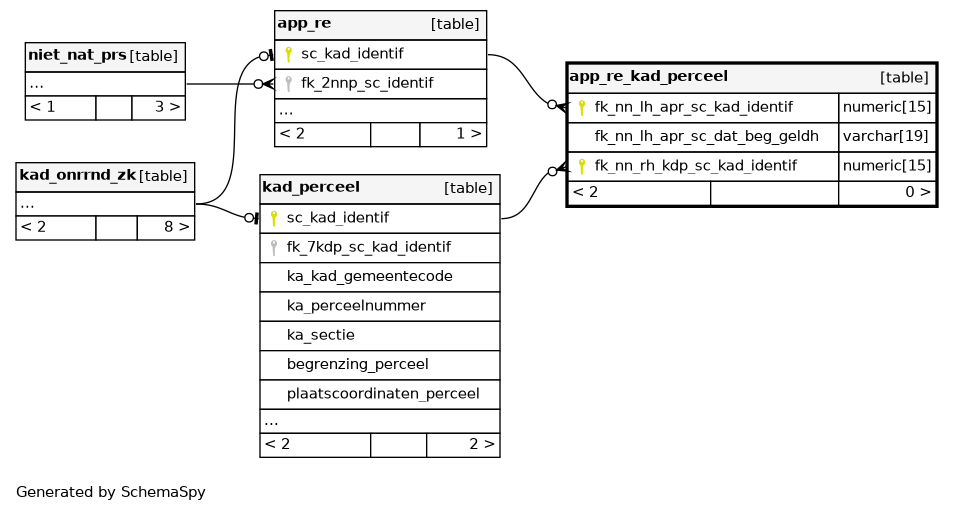 niet_nat_prs [table]
...
< 1 3 >
kad_onrrnd_zk [table]
...
< 2 8 >
app_re [table]
sc_kad_identif
fk_2nnp_sc_identif
...
< 2 1 >
kad_perceel [table]
sc_kad_identif
fk_7kdp_sc_kad_identif
ka_kad_gemeentecode
ka_perceelnummer
ka_sectie
begrenzing_perceel
plaatscoordinaten_perceel
...
< 2 2 >
app_re_kad_perceel [table]
fk_nn_lh_apr_sc_kad_identif numeric[15]
fk_nn_lh_apr_sc_dat_beg_geldh varchar[19]
fk_nn_rh_kdp_sc_kad_identif numeric[15]
< 2 0 >
Generated by SchemaSpy